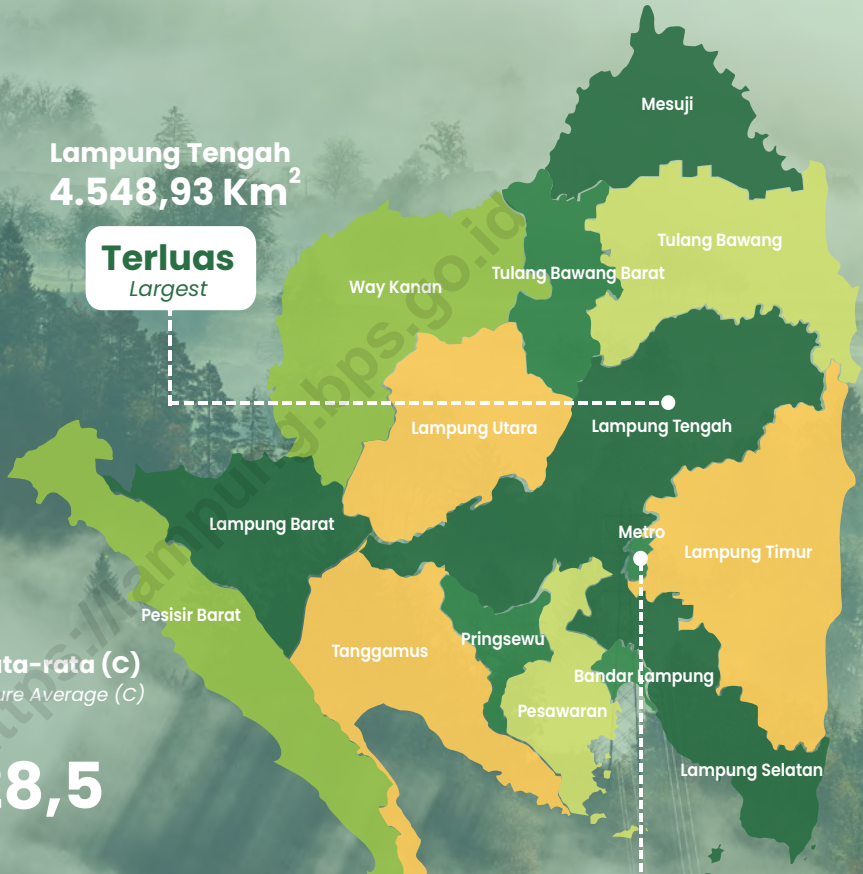 Mesuji
Lampung Tengah
4.548,93 Km²
Terluas
Largest
Tulang Bawang
Tulang Bawang Barat
Way Kanan
Lampung Utara
Lampung Tengah
Lampung Barat
Metro
Lampung Timur
Pesisir Barat
Pringsewu
Tanggamus
Bandar Lampung
Pesawaran
Lampung Selatan
ta-rata (C)
ure Average (C)
8,5
https://lampung.bps.go.id